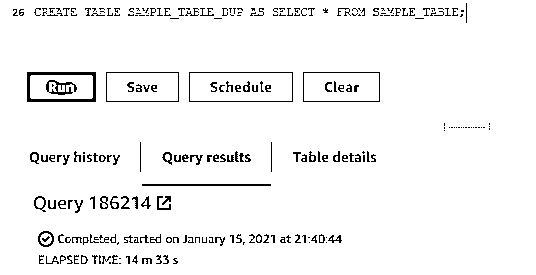 26 CREATE TABLE SAMPLE_TABLE_DUP AS SELECT * FROM SAMPLE_TABLE;
Run Save Schedule Clear
Query history Query results Table details
Query 186214
Completed, started on January 15, 2021 at 21:40:44
ELAPSED TIME: 14 m 33 s